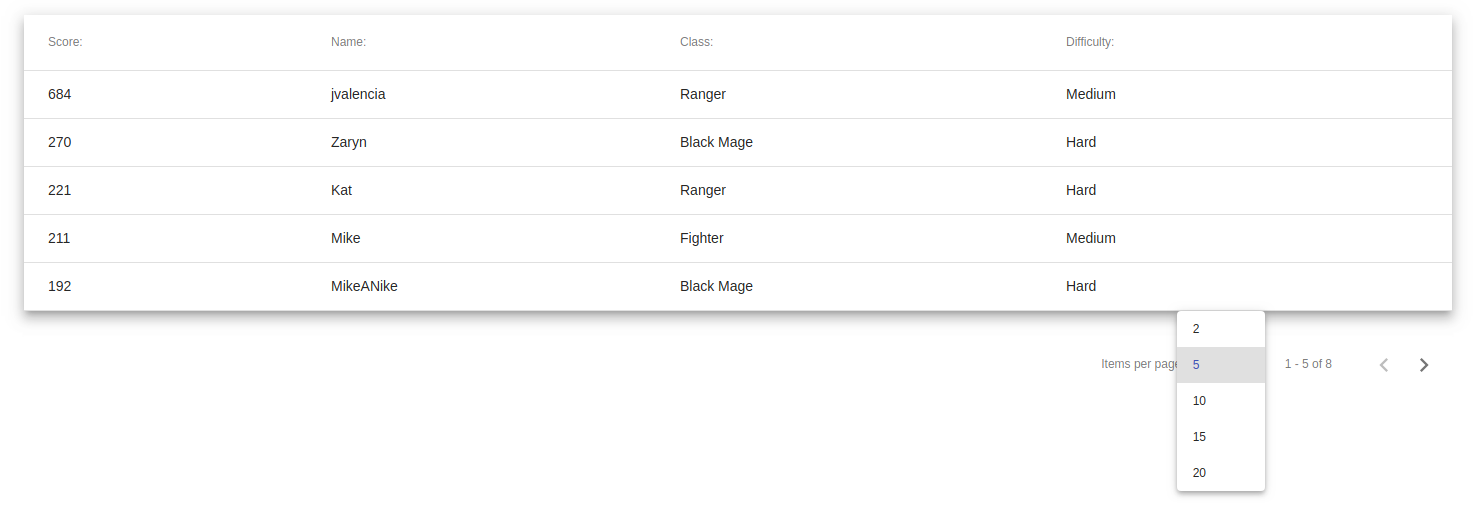 Score: Name: Class: Difficulty:
684 jvalencia Ranger Medium
270 Zaryn Black Mage Hard
221 Kat Ranger Hard
211 Mike Fighter Medium
192 MikeANike Black Mage Hard
2
Items per page 5 1 - 5 of 8
10
15
20